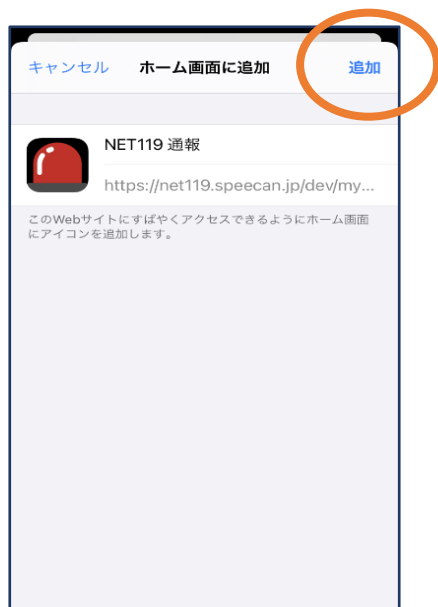 キャンセル ホーム画面に追加 追加
NET119 通報
https://net119.speecan.jp/dev/my...
このWebサイトにすばやくアクセスできるようにホーム画面
にアイコンを追加します。